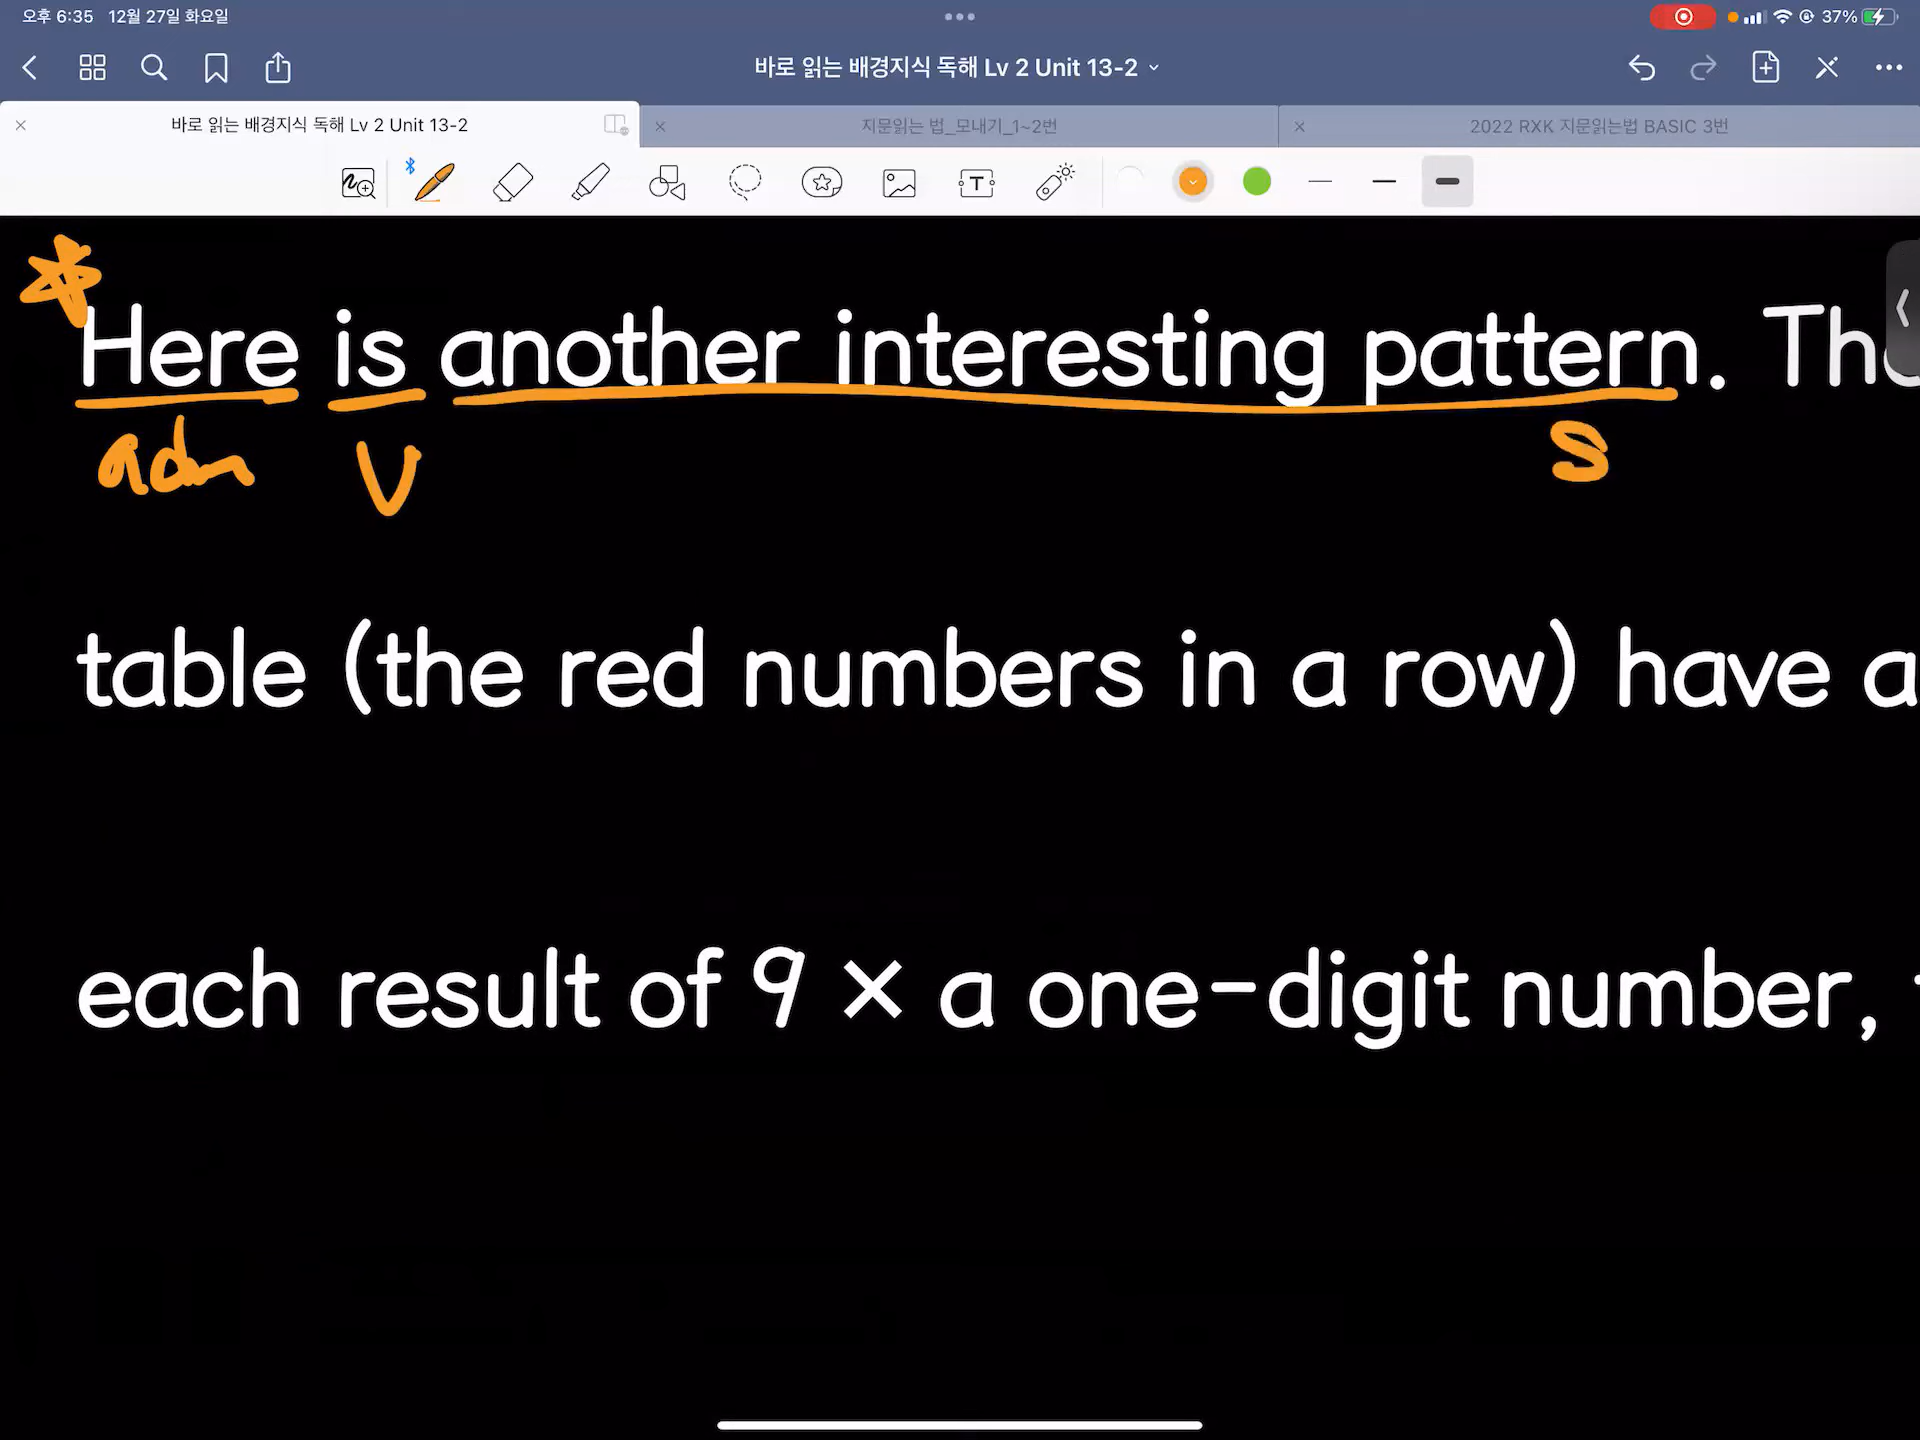 오후 6:35 12월 27일 화요일
37%
바로 읽는 배경지식 독해 Lv 2 Unit 13-2
바로 읽는 배경지식 독해 Lv 2 Unit 13-2
지문읽는 법_모내기_1~2번
2022 RXK 지문읽는법 BASIC 3번
Here is another interesting pattern.
V S
table (the red numbers in a row) have
each result of 9 × a one-digit number,